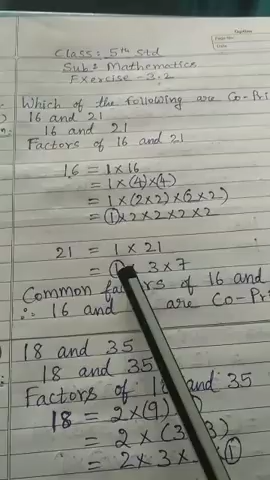 Class: 5th Std
Sub: Mathematics
Exercise - 3.2
Which of the following are Co-Pri
16 and 21
16 and 21
Factors of 16 and 21
16 = 1×16
= 1×(4)×(4)
= 1×(2×2)×(2×2)
= 1×2×2×2×2
21 = 1 × 21
= 1 3×7
Common factors of 16 and
∴ 16 and are Co-Pri
18 and 35
18 and 35
Factors of 18 and 35
18 = 2×(9)
= 2 × (3 3)
= 2×3× 1